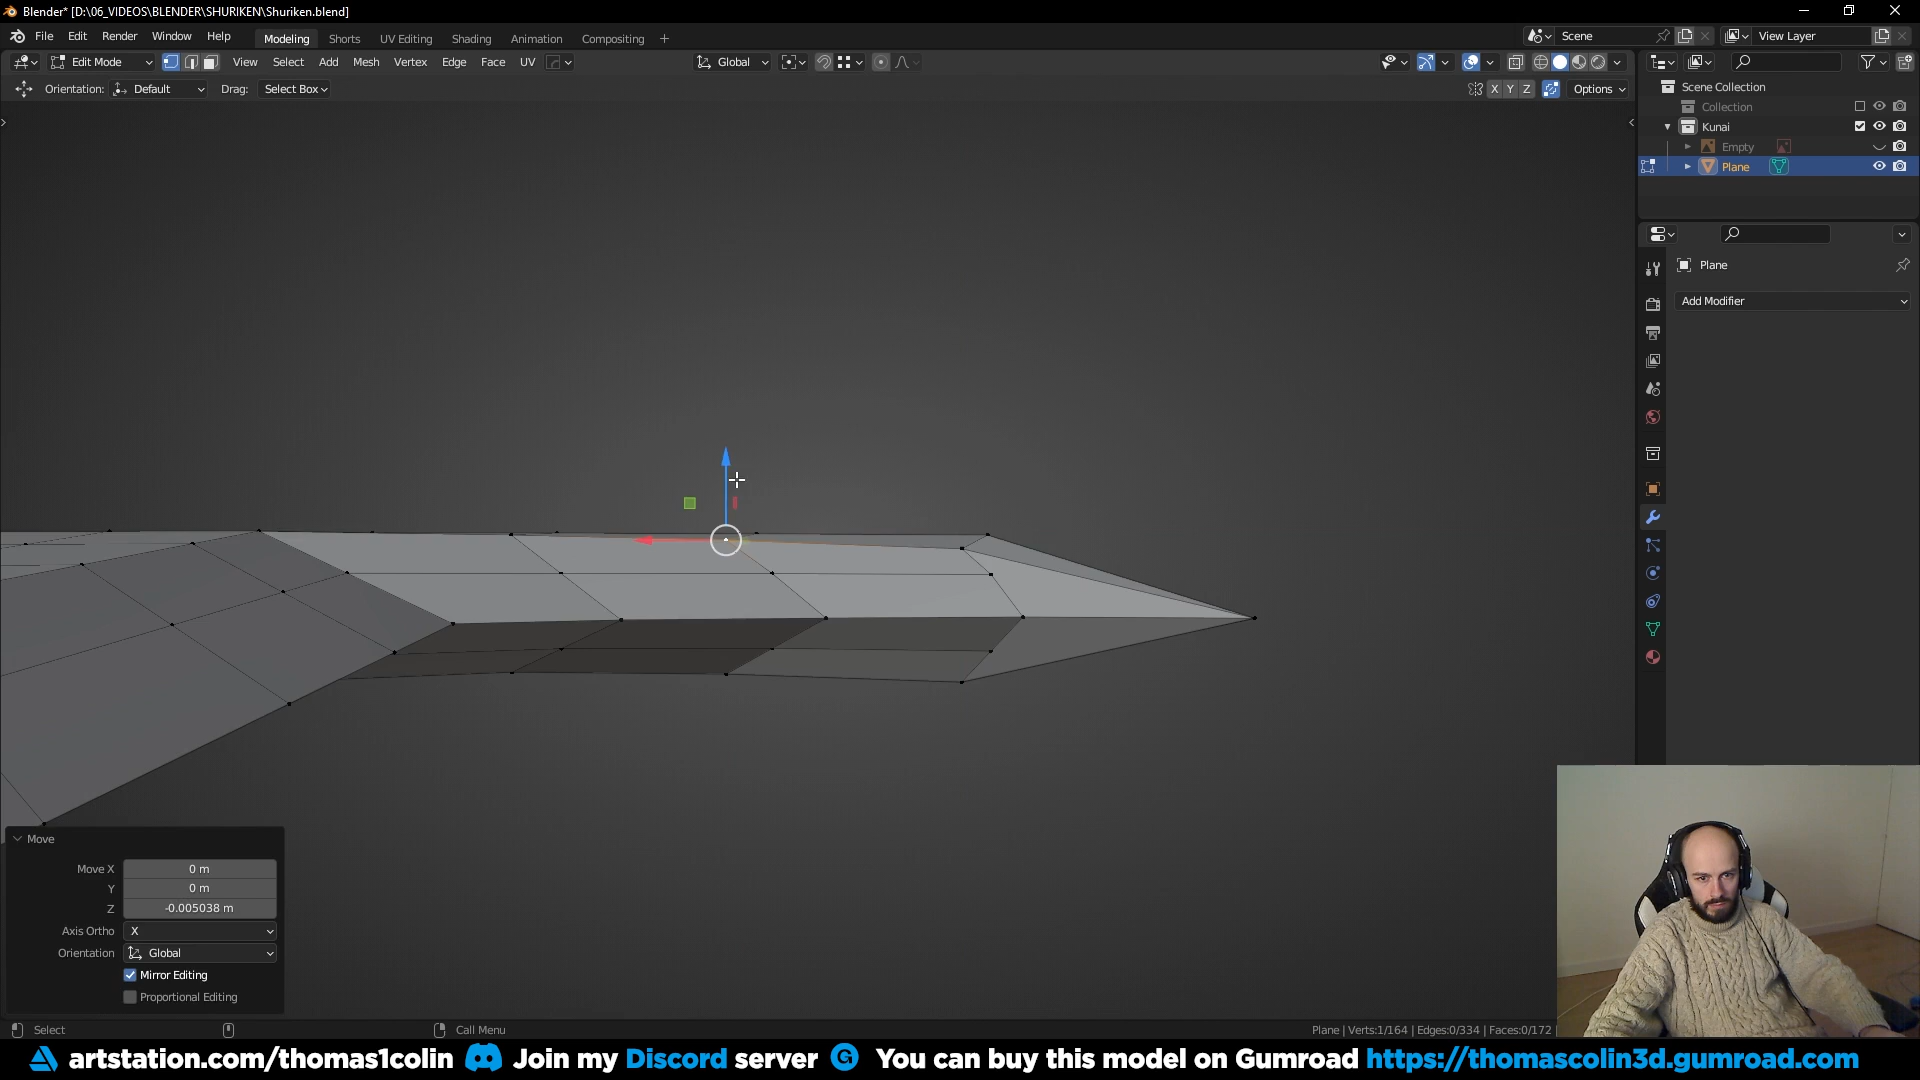 Blender* [D:\06_VIDEOS\BLENDER\SHURIKEN\Shuriken.blend]
File Edit Render Window Help Modeling Shorts UV Editing Shading Animation Compositing + Scene View Layer
Edit Mode View Select Add Mesh Vertex Edge Face UV Global
Orientation: Default Drag: Select Box X Y Z Options
Scene Collection
Collection
Kunai
Empty
Plane
Plane
Add Modifier
Move
Move X 0 m
Y 0 m
Z -0.005038 m
Axis Ortho X
Orientation Global
Mirror Editing
Proportional Editing
Select Call Menu Plane | Verts:1/164 | Edges:0/334 | Faces:0/172
artstation.com/thomas1colin Join my Discord server You can buy this model on Gumroad https://thomascolin3d.gumroad.com